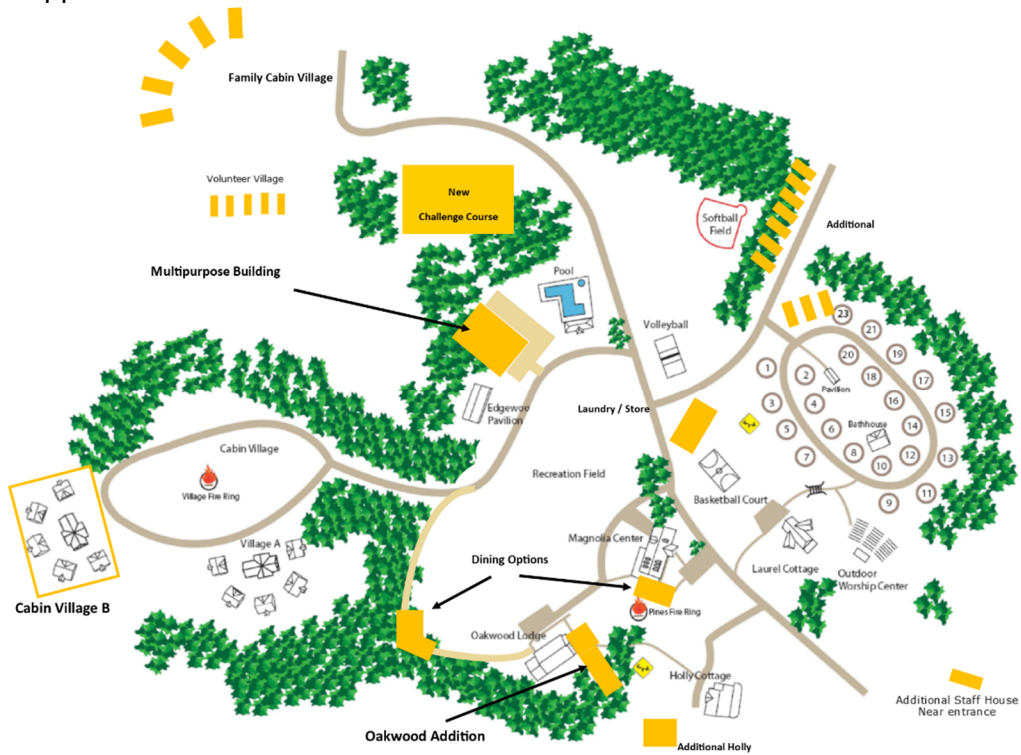 Family Cabin Village
Volunteer Village
New
Challenge Course
Softball
Field
Additional
Multipurpose Building
Pool
Volleyball
23
21
20
19
1
2
Pavilion
18
17
3
4
16
15
Laundry / Store
5
6
Bathhouse
14
7
8
10
12
13
9
11
Edgewoo
Pavilion
Cabin Village
Village Fire Ring
Recreation Field
Basketball Court
Village A
Cabin Village B
Magnolia Center
Dining Options
Laurel Cottage
Outdoor
Worship Center
Pines Fire Ring
Oakwood Lodge
Holly Cottage
Oakwood Addition
Additional Holly
Additional Staff House
Near entrance